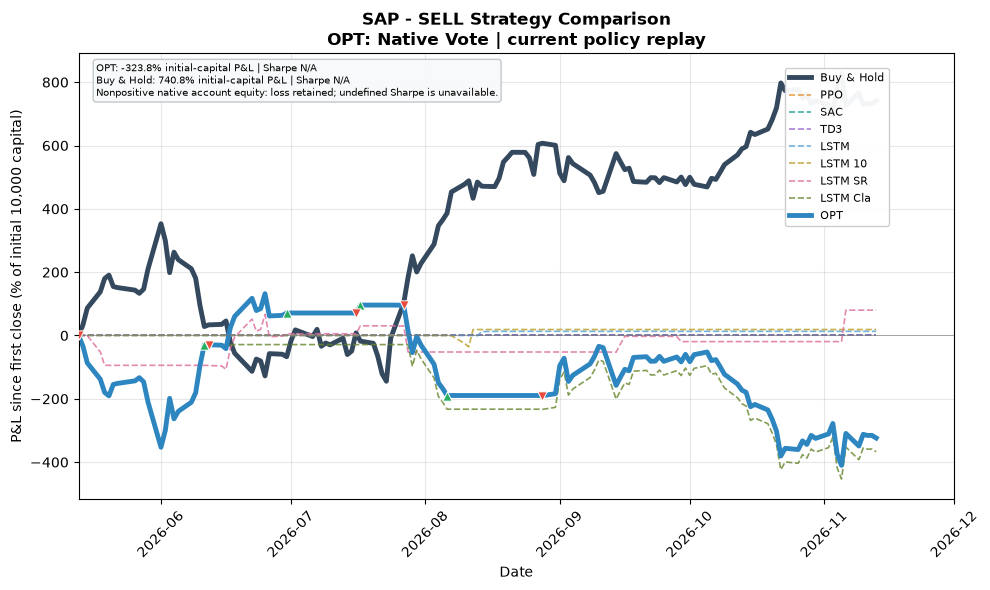 SAP - SELL Strategy Comparison
OPT: Native Vote | current policy replay
OPT: -323.8% initial-capital P&L | Sharpe N/A
Buy & Hold: 740.8% initial-capital P&L | Sharpe N/A
Nonpositive native account equity: loss retained; undefined Sharpe is unavailable.
Buy & Hold
PPO
SAC
TD3
LSTM
LSTM 10
LSTM SR
LSTM Cla
OPT
P&L since first close (% of initial 10,000 capital)
800
600
400
200
0
−200
−400
2026-06
2026-07
2026-08
2026-09
2026-10
2026-11
2026-12
Date